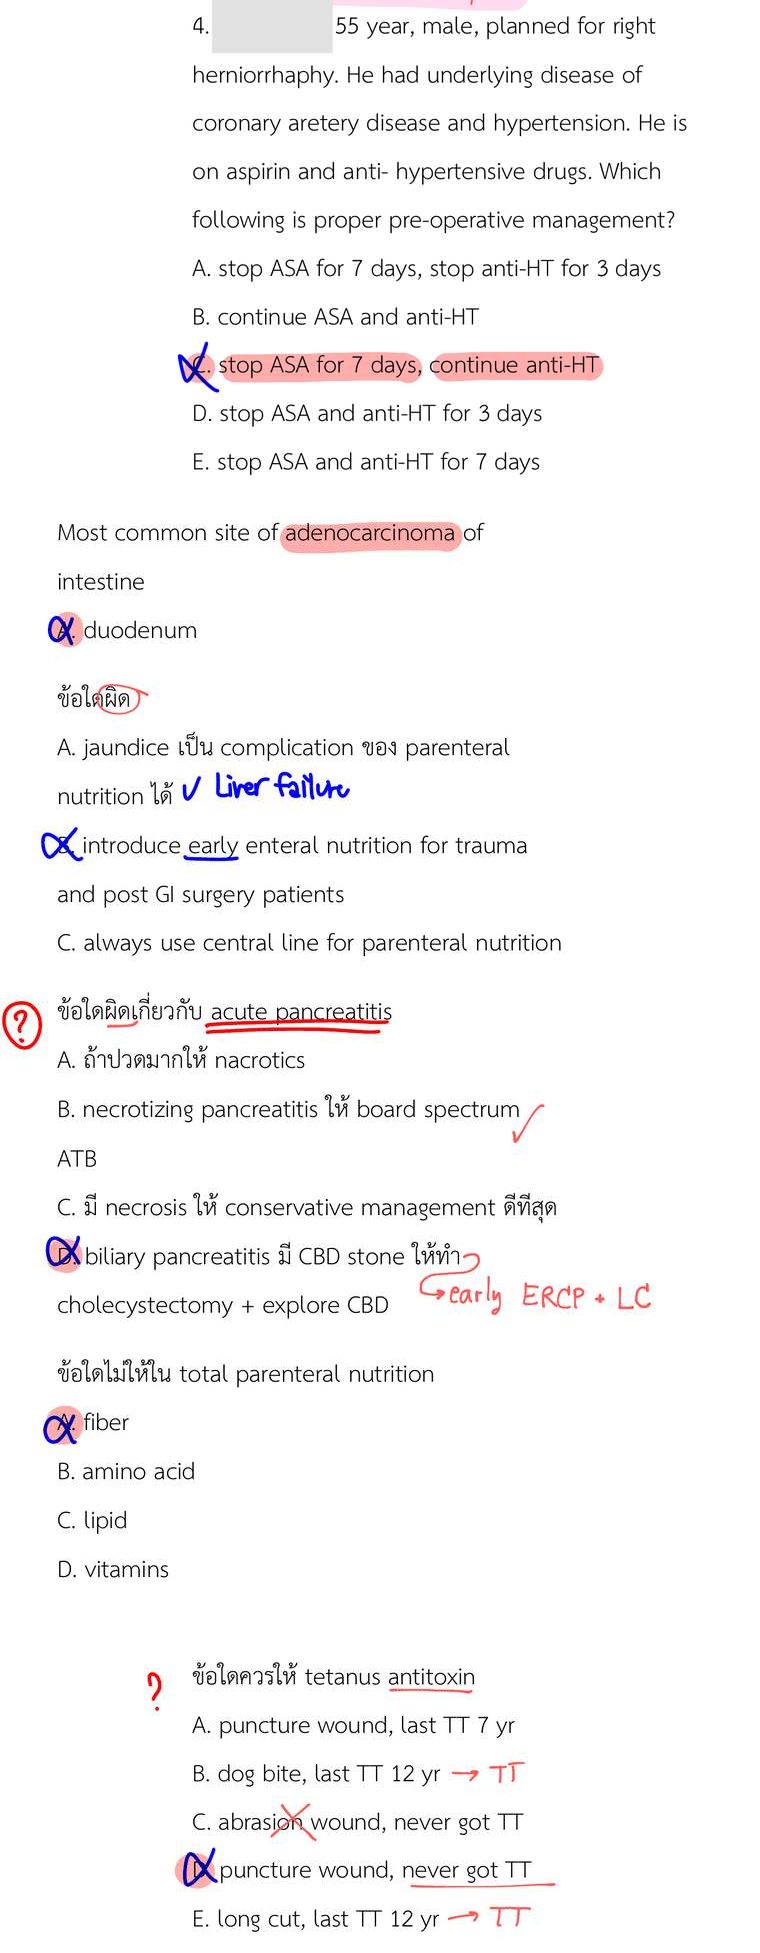 4. 55 year, male, planned for right
herniorrhaphy. He had underlying disease of
coronary aretery disease and hypertension. He is
on aspirin and anti- hypertensive drugs. Which
following is proper pre-operative management?
A. stop ASA for 7 days, stop anti-HT for 3 days
B. continue ASA and anti-HT
C. stop ASA for 7 days, continue anti-HT
D. stop ASA and anti-HT for 3 days
E. stop ASA and anti-HT for 7 days
Most common site of adenocarcinoma of
intestine
A. duodenum
ข้อใดผิด
A. jaundice เป็น complication ของ parenteral
nutrition ได้ ✓ Liver failure
B. introduce early enteral nutrition for trauma
and post GI surgery patients
C. always use central line for parenteral nutrition
? ข้อใดผิดเกี่ยวกับ acute pancreatitis
A. ถ้าปวดมากให้ nacrotics
B. necrotizing pancreatitis ให้ board spectrum ✓
ATB
C. มี necrosis ให้ conservative management ดีที่สุด
D. biliary pancreatitis มี CBD stone ให้ทำ
cholecystectomy + explore CBD → early ERCP + LC
ข้อใดไม่ให้ใน total parenteral nutrition
A. fiber
B. amino acid
C. lipid
D. vitamins
? ข้อใดควรให้ tetanus antitoxin
A. puncture wound, last TT 7 yr
B. dog bite, last TT 12 yr → TT
C. abrasion wound, never got TT
D. puncture wound, never got TT
E. long cut, last TT 12 yr → TT